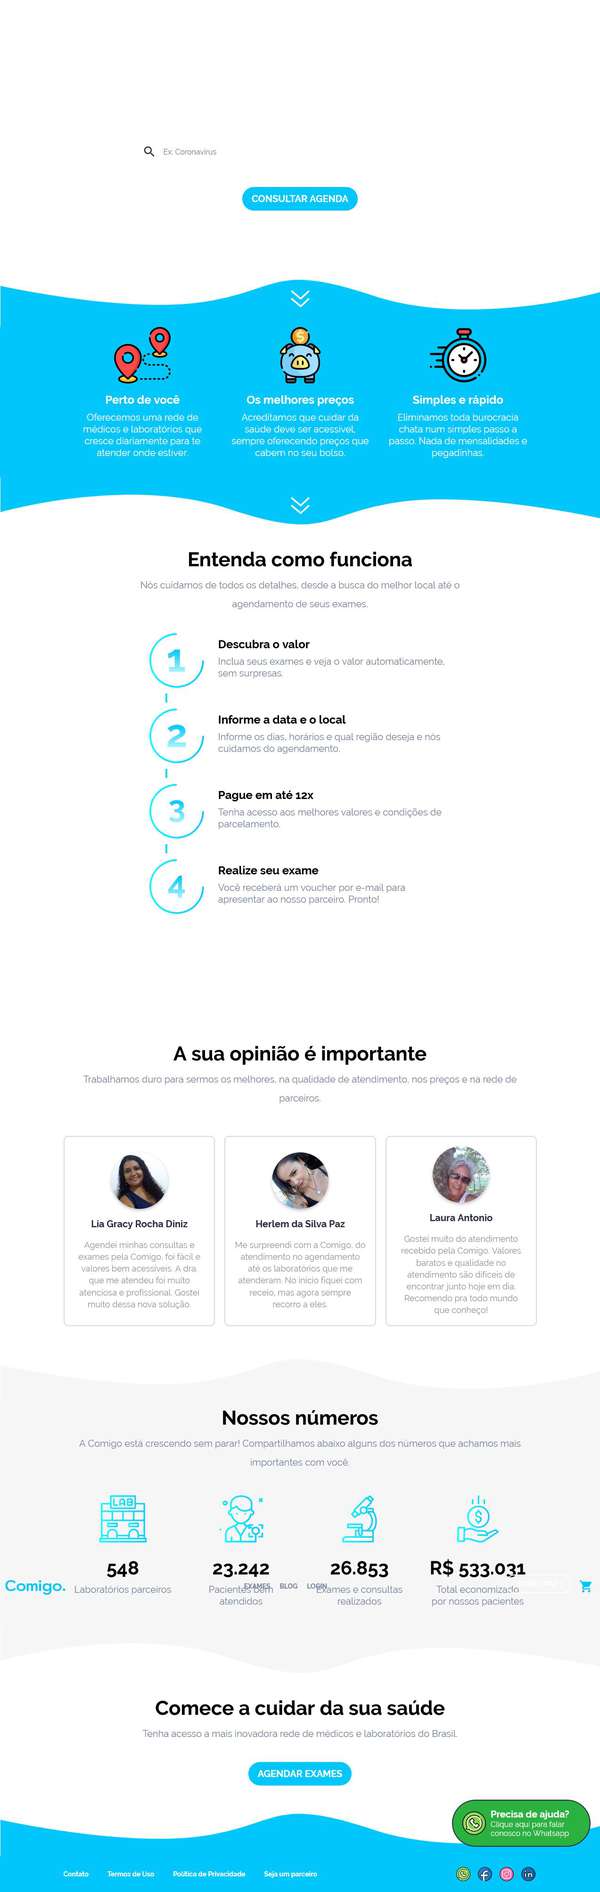 Ex: Coronavírus
CONSULTAR AGENDA
Perto de você
Oferecemos uma rede de
médicos e laboratórios que
cresce diariamente para te
atender onde estiver.
Os melhores preços
Acreditamos que cuidar da
saúde deve ser acessível,
sempre oferecendo preços que
cabem no seu bolso.
Simples e rápido
Eliminamos toda burocracia
chata num simples passo a
passo. Nada de mensalidades e
pegadinhas.
Entenda como funciona
Nós cuidamos de todos os detalhes, desde a busca do melhor local até o
agendamento de seus exames.
1
Descubra o valor
Inclua seus exames e veja o valor automaticamente,
sem surpresas.
2
Informe a data e o local
Informe os dias, horários e qual região deseja e nós
cuidamos do agendamento.
3
Pague em até 12x
Tenha acesso aos melhores valores e condições de
parcelamento.
4
Realize seu exame
Você receberá um voucher por e-mail para
apresentar ao nosso parceiro. Pronto!
A sua opinião é importante
Trabalhamos duro para sermos os melhores, na qualidade de atendimento, nos preços e na rede de
parceiros.
Lia Gracy Rocha Diniz
Agendei minhas consultas e
exames pela Comigo, foi fácil e
valores bem acessíveis. A dra.
que me atendeu foi muito
atenciosa e profissional. Gostei
muito dessa nova solução.
Herlem da Silva Paz
Me surpreendi com a Comigo, do
atendimento no agendamento
até os laboratórios que me
atenderam. No início fiquei com
receio, mas agora sempre
recorro a eles.
Laura Antonio
Gostei muito do atendimento
recebido pela Comigo. Valores
baratos e qualidade no
atendimento são difíceis de
encontrar junto hoje em dia.
Recomendo pra todo mundo
que conheço!
Nossos números
A Comigo está crescendo sem parar! Compartilhamos abaixo alguns dos números que achamos mais
importantes com você.
LAB
548
Laboratórios parceiros
23.242
Pacientes bem
atendidos
26.853
Exames e consultas
realizados
R$ 533.031
Total economizado
por nossos pacientes
Comigo.
EXAMES
BLOG
LOGIN
Comece a cuidar da sua saúde
Tenha acesso a mais inovadora rede de médicos e laboratórios do Brasil.
AGENDAR EXAMES
Precisa de ajuda?
Clique aqui para falar
conosco no Whatsapp
Contato
Termos de Uso
Política de Privacidade
Seja um parceiro